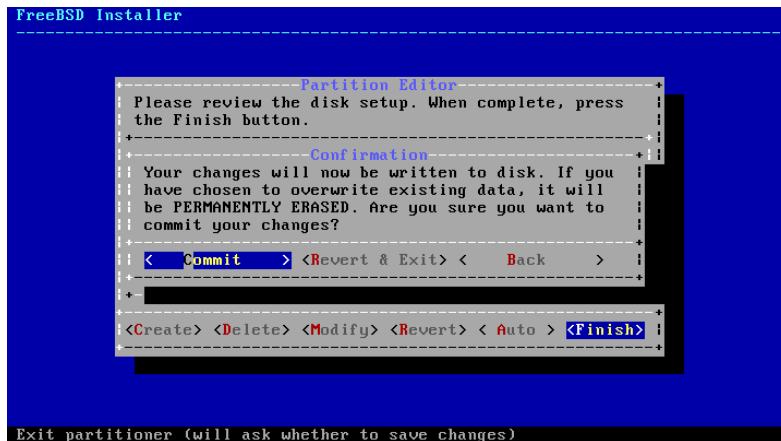 FreeBSD Installer
Partition Editor
Please review the disk setup. When complete, press
the Finish button.
Confirmation
Your changes will now be written to disk. If you
have chosen to overwrite existing data, it will
be PERMANENTLY ERASED. Are you sure you want to
commit your changes?
< Commit > <Revert & Exit> < Back >
<Create> <Delete> <Modify> <Revert> < Auto > <Finish>
Exit partitioner (will ask whether to save changes)